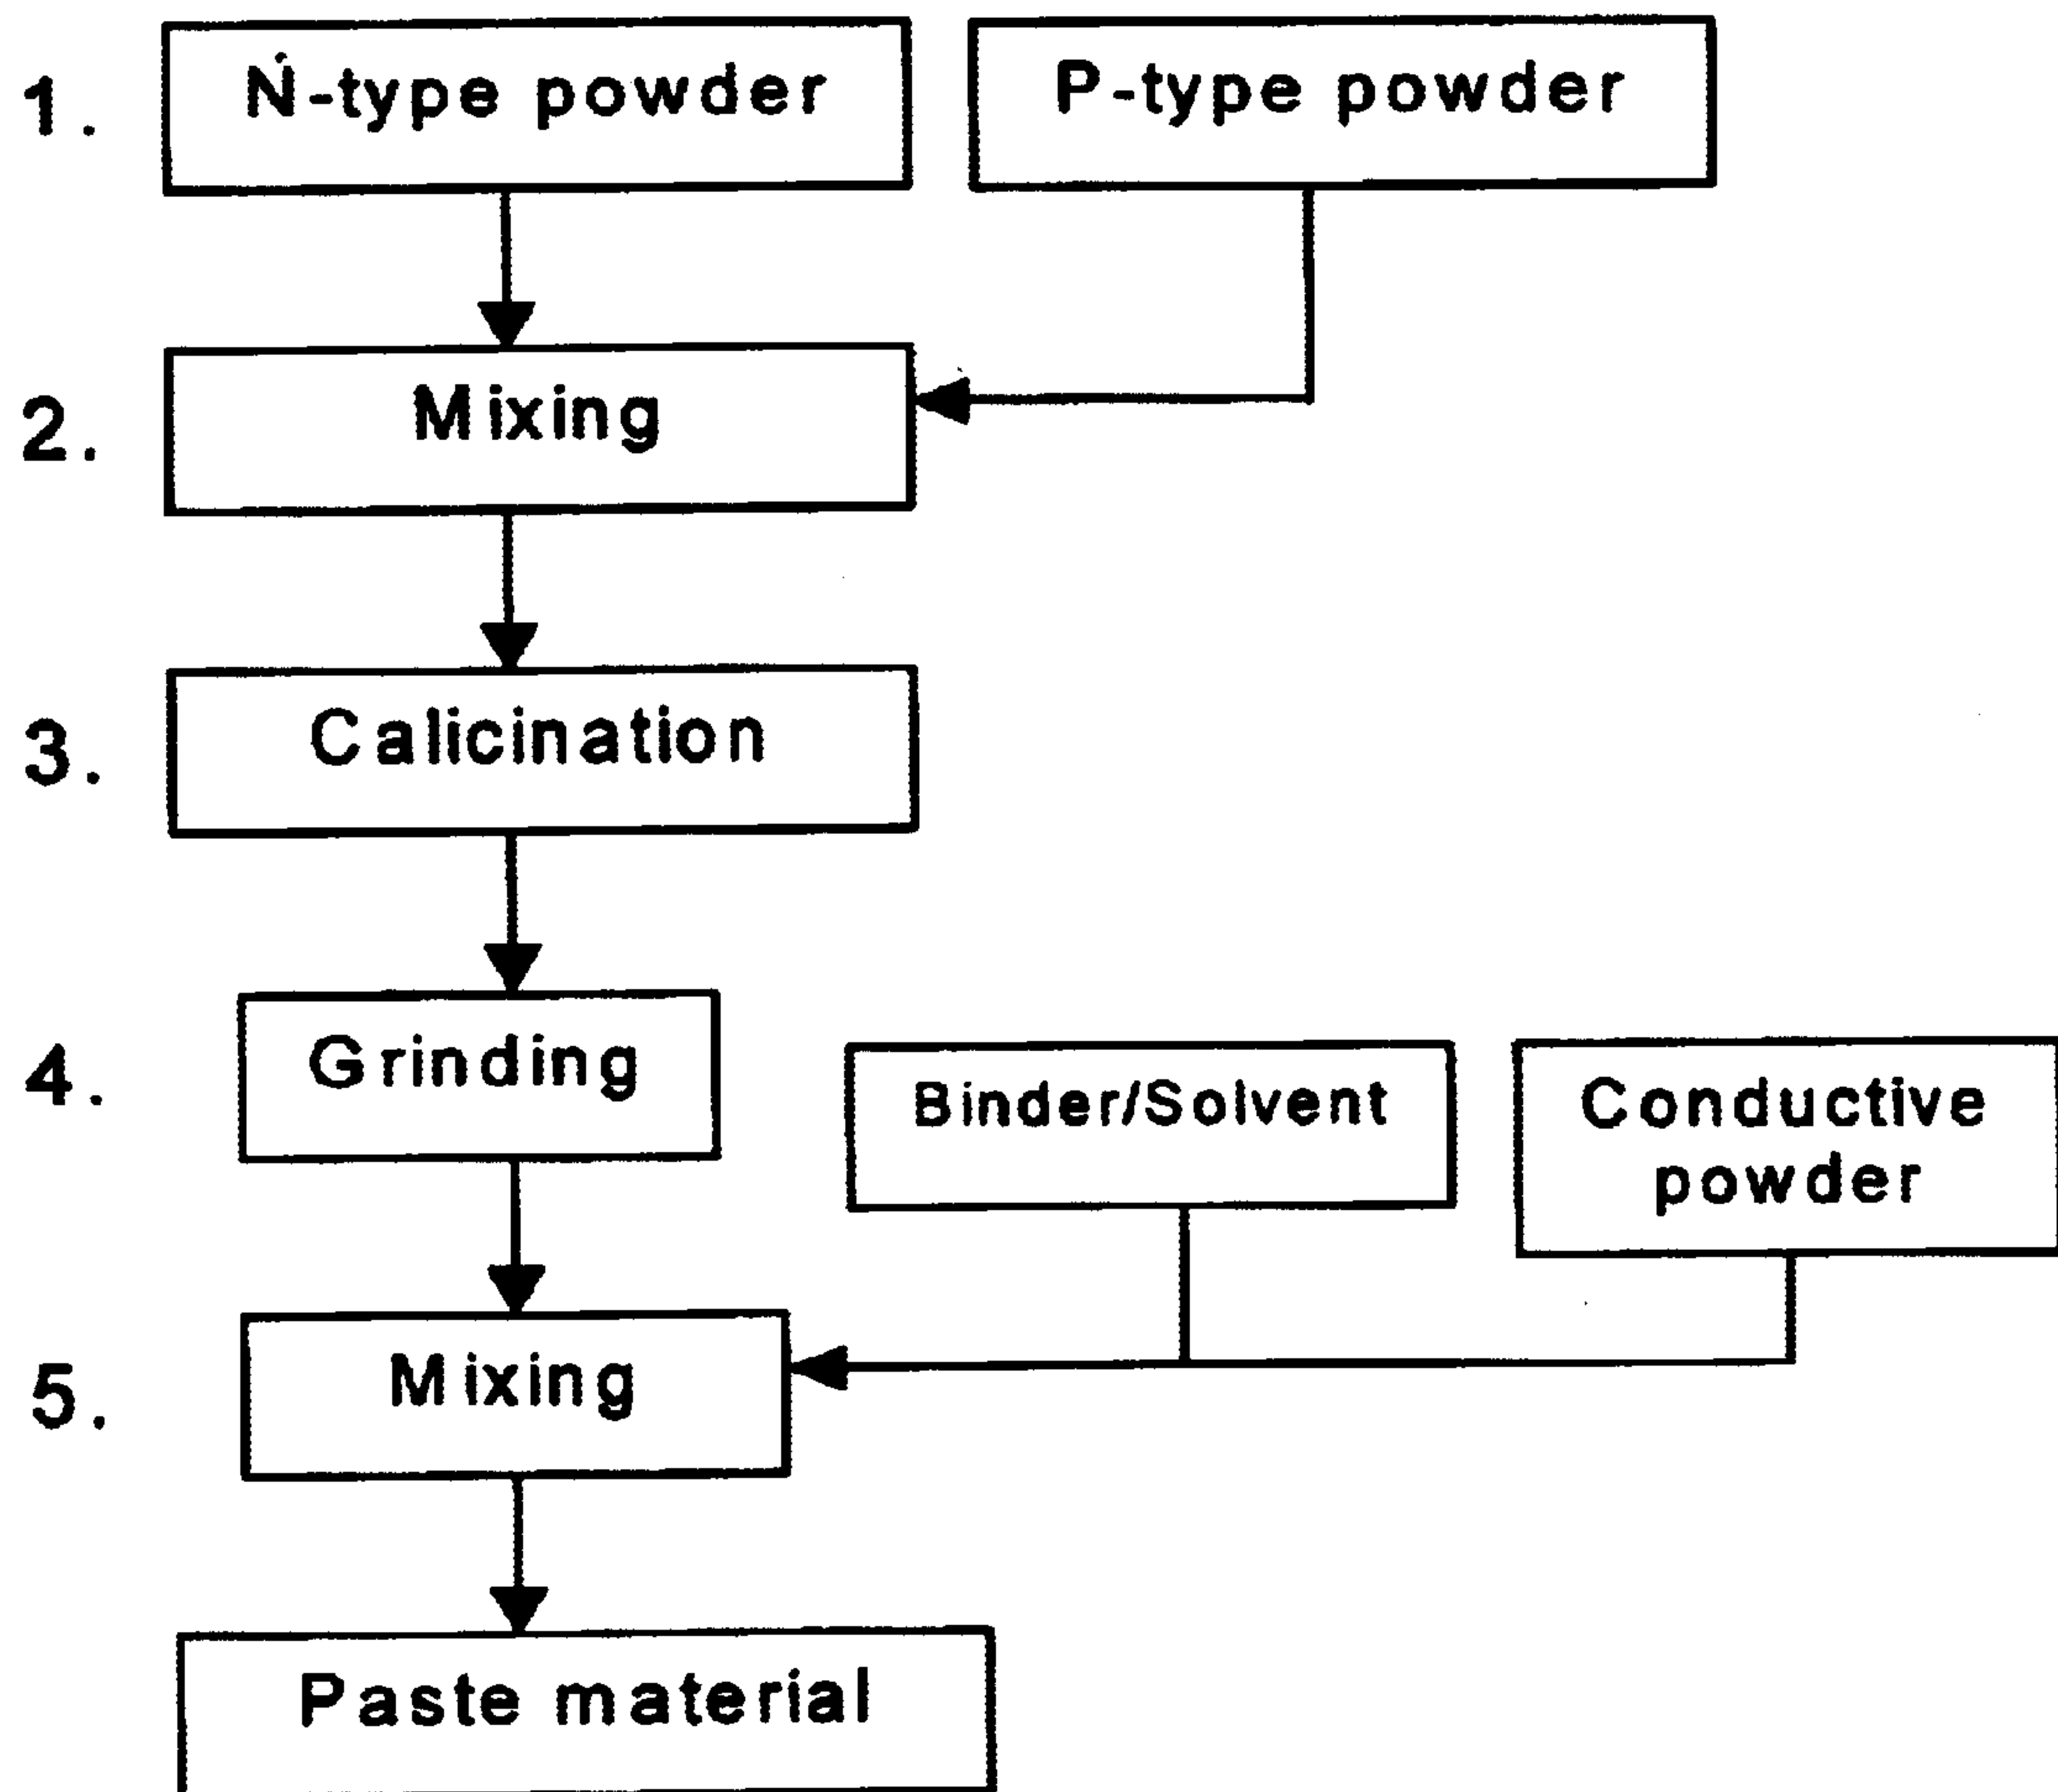 1. N-type powder P-type powder
2. Mixing
3. Calicination
4. Grinding
Binder/Solvent
Conductive
powder
5. Mixing
Paste material